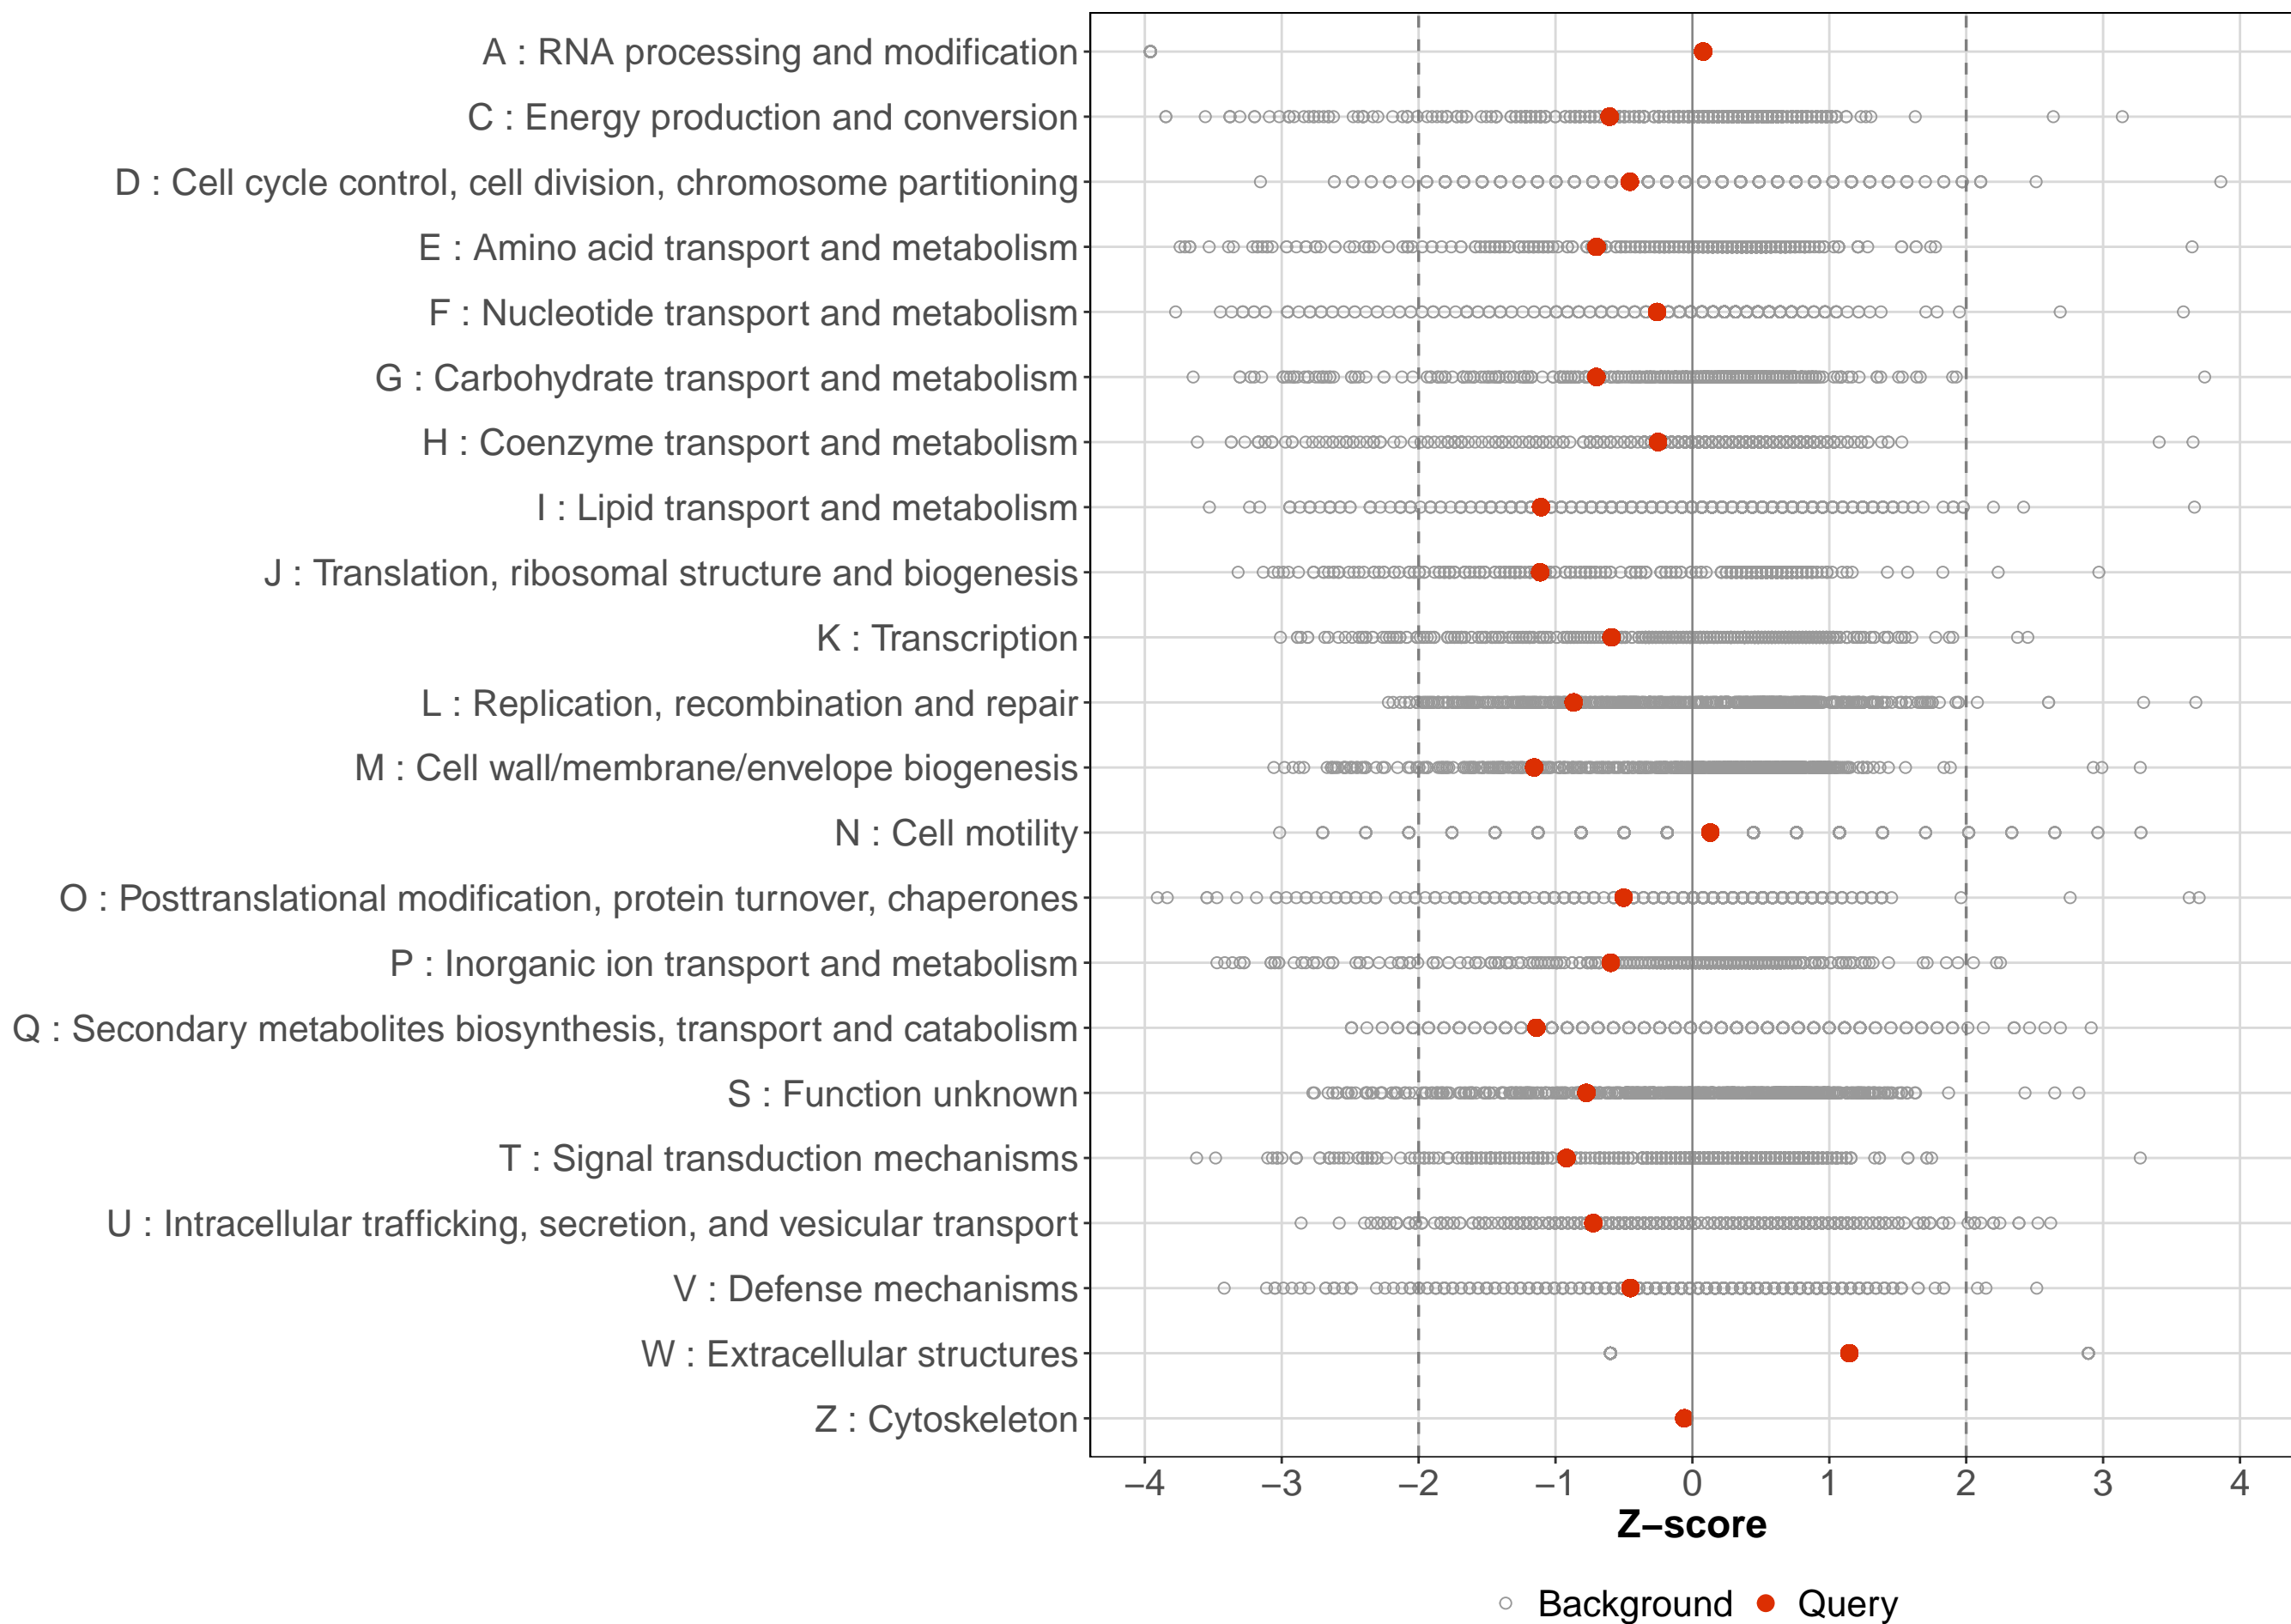 A : RNA processing and modification
C : Energy production and conversion
D : Cell cycle control, cell division, chromosome partitioning
E : Amino acid transport and metabolism
F : Nucleotide transport and metabolism
G : Carbohydrate transport and metabolism
H : Coenzyme transport and metabolism
I : Lipid transport and metabolism
J : Translation, ribosomal structure and biogenesis
K : Transcription
L : Replication, recombination and repair
M : Cell wall/membrane/envelope biogenesis
N : Cell motility
O : Posttranslational modification, protein turnover, chaperones
P : Inorganic ion transport and metabolism
Q : Secondary metabolites biosynthesis, transport and catabolism
S : Function unknown
T : Signal transduction mechanisms
U : Intracellular trafficking, secretion, and vesicular transport
V : Defense mechanisms
W : Extracellular structures
Z : Cytoskeleton
−4 −3 −2 −1 0 1 2 3 4
Z−score
Background Query